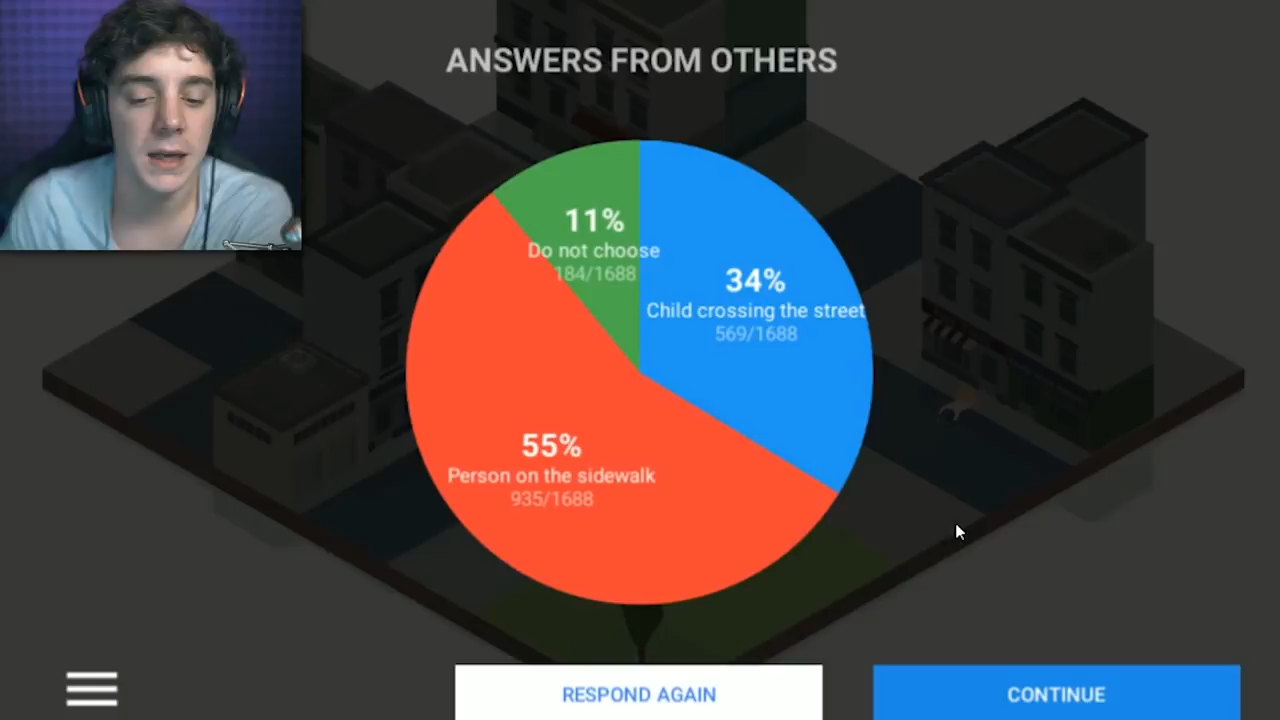 ANSWERS FROM OTHERS
11%
Do not choose
184/1688
34%
Child crossing the street
569/1688
55%
Person on the sidewalk
935/1688
RESPOND AGAIN
CONTINUE